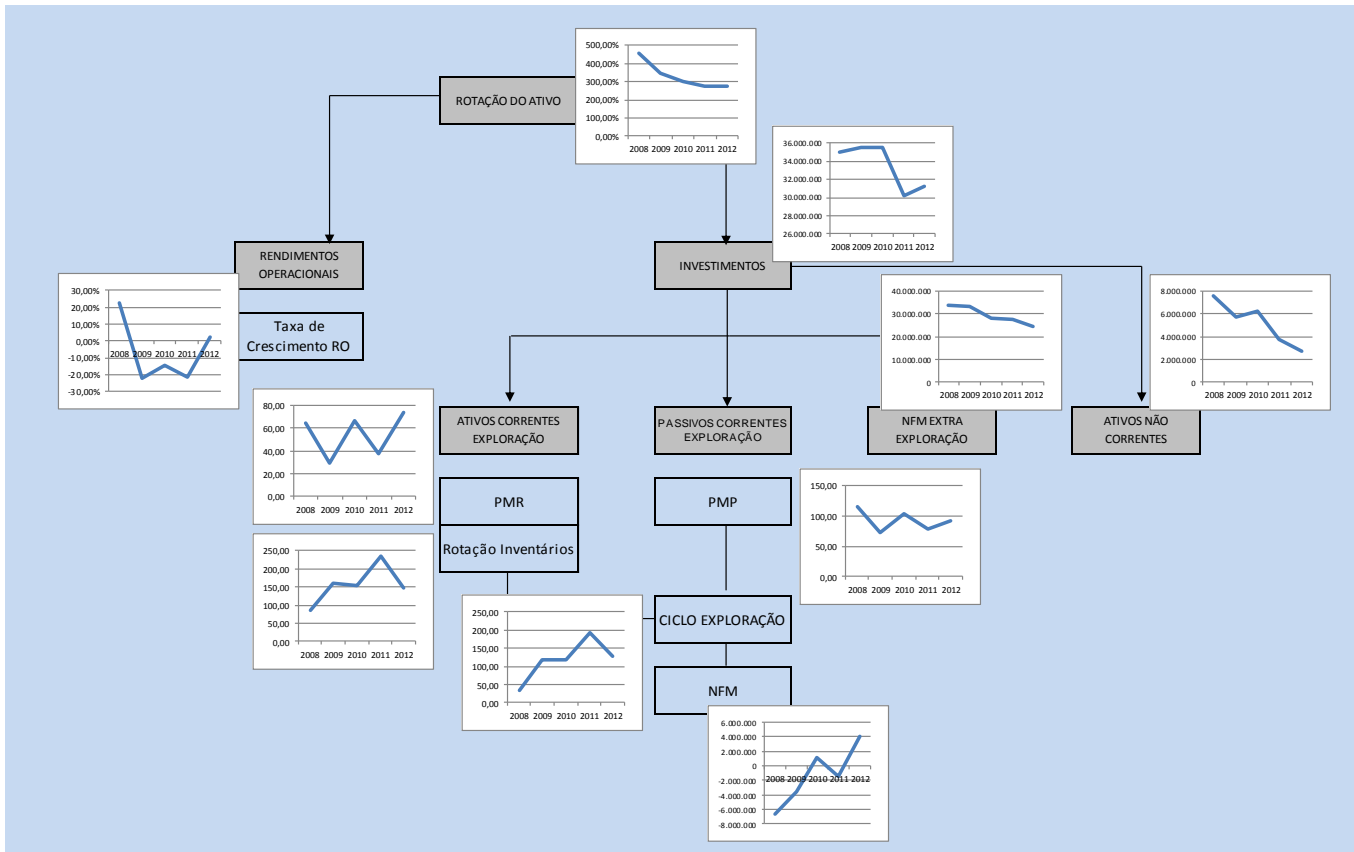 500,00%
400,00%
300,00%
200,00%
100,00%
0,00%
2008 2009 2010 2011 2012
ROTAÇÃO DO ATIVO
36.000.000
34.000.000
32.000.000
30.000.000
28.000.000
26.000.000
2008 2009 2010 2011 2012
RENDIMENTOS
OPERACIONAIS
INVESTIMENTOS
30,00%
20,00%
10,00%
0,00%
-10,00%
-20,00%
-30,00%
2008 2009 2010 2011 2012
Taxa de
Crescimento RO
40.000.000
30.000.000
20.000.000
10.000.000
0
2008 2009 2010 2011 2012
8.000.000
6.000.000
4.000.000
2.000.000
0
2008 2009 2010 2011 2012
80,00
60,00
40,00
20,00
0,00
2008 2009 2010 2011 2012
ATIVOS CORRENTES
EXPLORAÇÃO
PASSIVOS CORRENTES
EXPLORAÇÃO
NFM EXTRA
EXPLORAÇÃO
ATIVOS NÃO
CORRENTES
PMR
Rotação Inventários
PMP
150,00
100,00
50,00
0,00
2008 2009 2010 2011 2012
250,00
200,00
150,00
100,00
50,00
0,00
2008 2009 2010 2011 2012
250,00
200,00
150,00
100,00
50,00
0,00
2008 2009 2010 2011 2012
CICLO EXPLORAÇÃO
NFM
6.000.000
4.000.000
2.000.000
0
-2.000.000
-4.000.000
-6.000.000
-8.000.000
2008 2009 2010 2011 2012